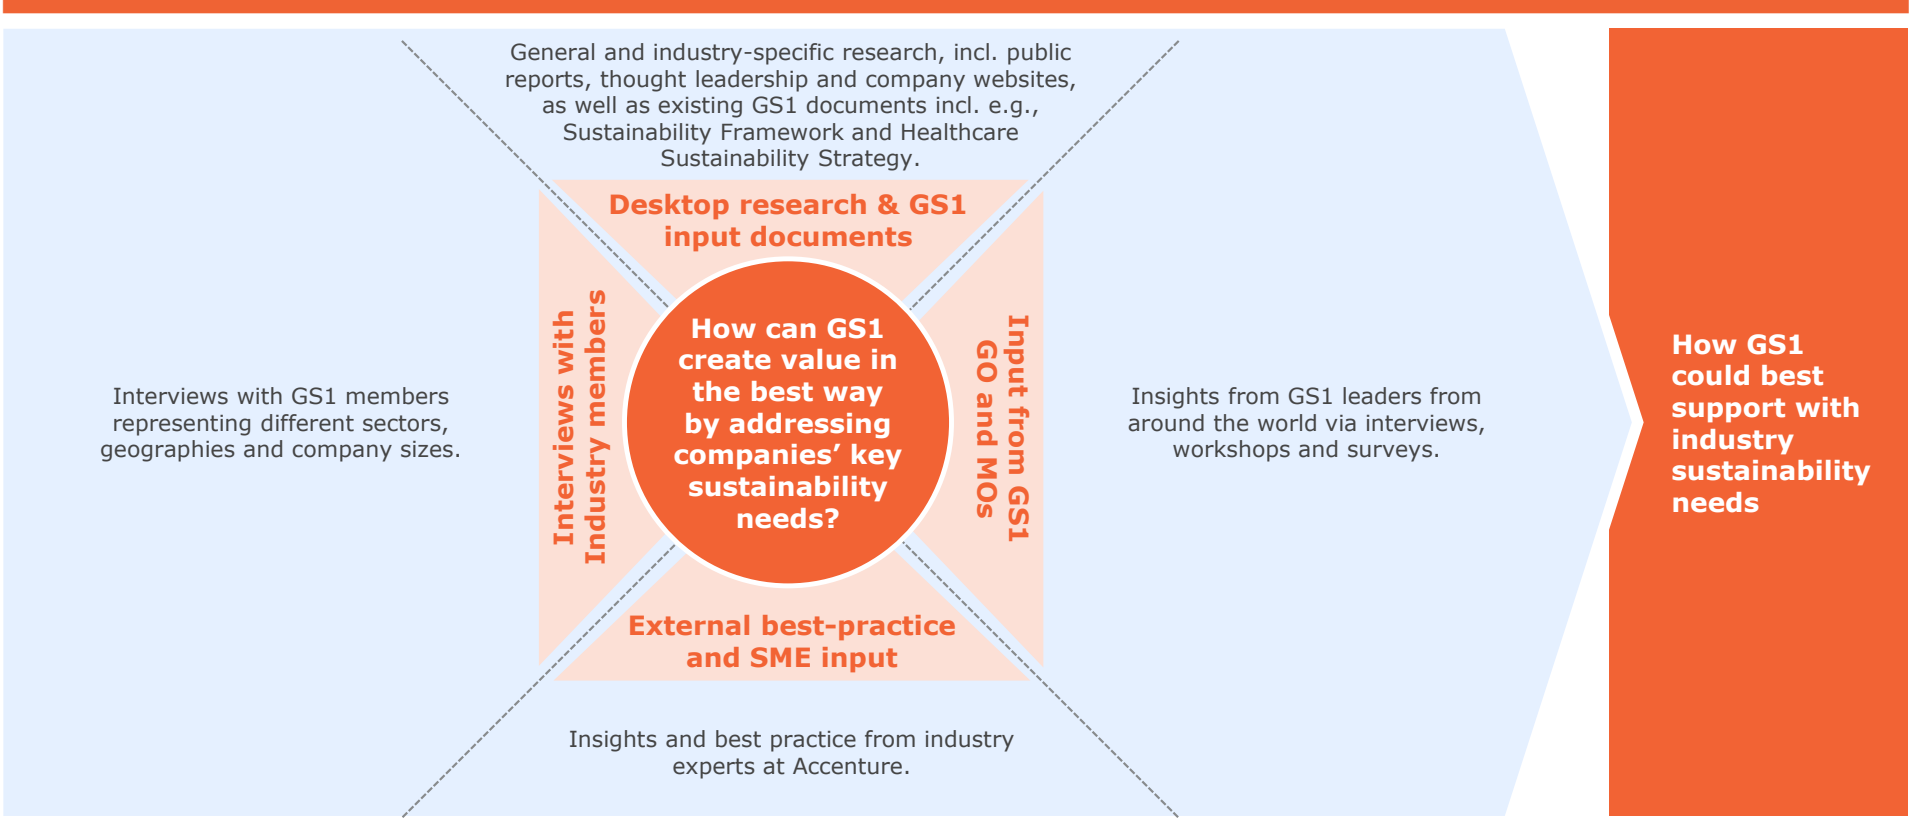 General and industry-specific research, incl. public
reports, thought leadership and company websites,
as well as existing GS1 documents incl. e.g.,
Sustainability Framework and Healthcare
Sustainability Strategy.
Desktop research & GS1
input documents
Interviews with GS1 members
representing different sectors,
geographies and company sizes.
Interviews with
Industry members
How can GS1
create value in
the best way
by addressing
companies’ key
sustainability
needs?
Input from GS1
GO and MOs
Insights from GS1 leaders from
around the world via interviews,
workshops and surveys.
External best-practice
and SME input
Insights and best practice from industry
experts at Accenture.
How GS1
could best
support with
industry
sustainability
needs